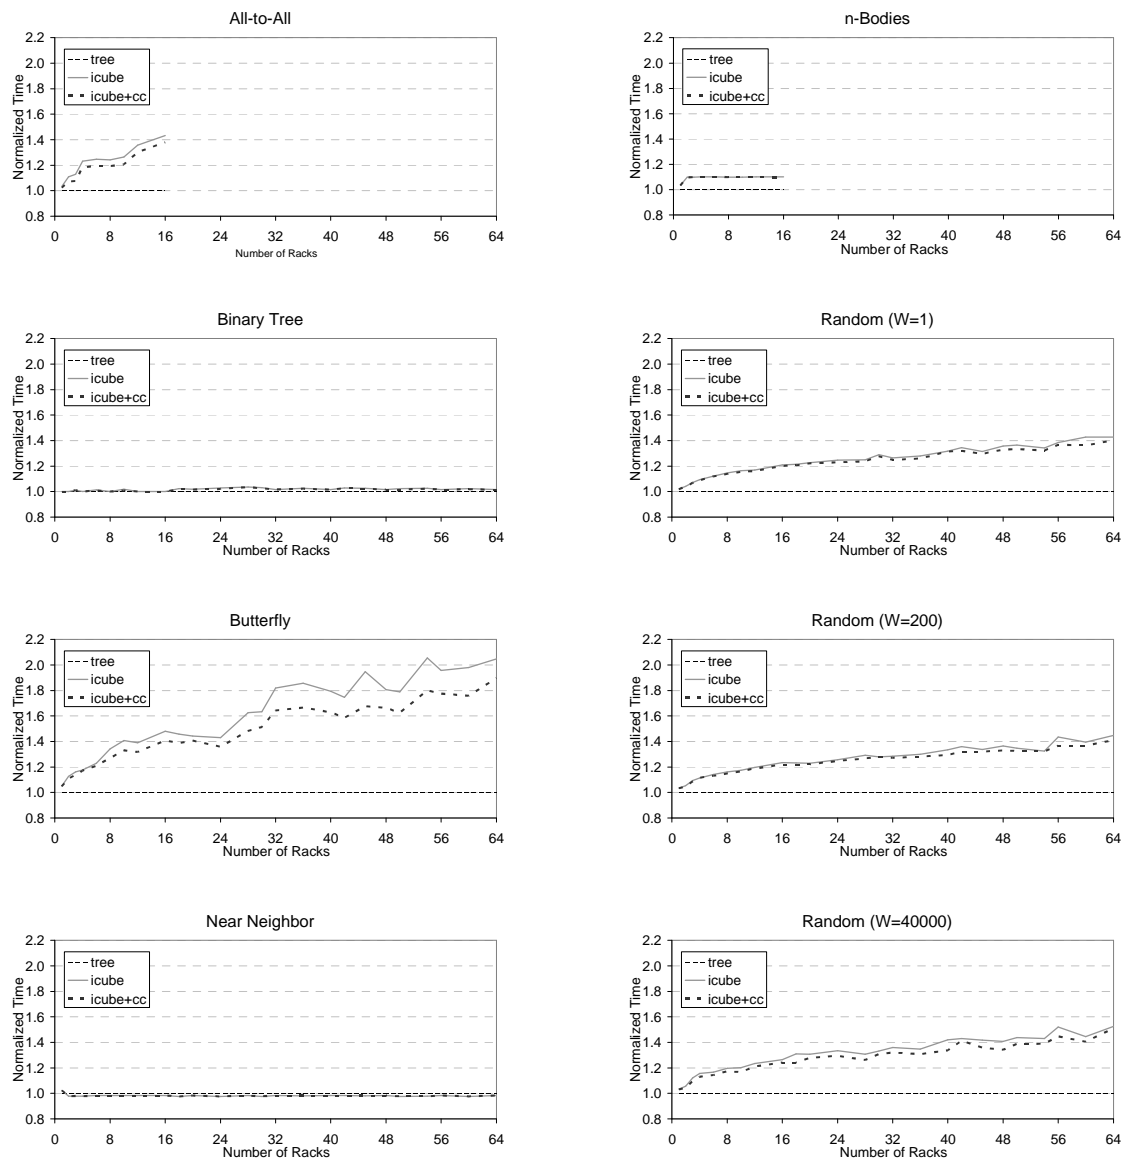 All-to-All
2.2
2.0
1.8
1.6
1.4
1.2
1.0
0.8
Normalized Time
tree
icube
icube+cc
0 8 16 24 32 40 48 56 64
Number of Racks
n-Bodies
2.2
2.0
1.8
1.6
1.4
1.2
1.0
0.8
Normalized Time
tree
icube
icube+cc
0 8 16 24 32 40 48 56 64
Number of Racks
Binary Tree
2.2
2.0
1.8
1.6
1.4
1.2
1.0
0.8
Normalized Time
tree
icube
icube+cc
0 8 16 24 32 40 48 56 64
Number of Racks
Random (W=1)
2.2
2.0
1.8
1.6
1.4
1.2
1.0
0.8
Normalized Time
tree
icube
icube+cc
0 8 16 24 32 40 48 56 64
Number of Racks
Butterfly
2.2
2.0
1.8
1.6
1.4
1.2
1.0
0.8
Normalized Time
tree
icube
icube+cc
0 8 16 24 32 40 48 56 64
Number of Racks
Random (W=200)
2.2
2.0
1.8
1.6
1.4
1.2
1.0
0.8
Normalized Time
tree
icube
icube+cc
0 8 16 24 32 40 48 56 64
Number of Racks
Near Neighbor
2.2
2.0
1.8
1.6
1.4
1.2
1.0
0.8
Normalized Time
tree
icube
icube+cc
0 8 16 24 32 40 48 56 64
Number of Racks
Random (W=40000)
2.2
2.0
1.8
1.6
1.4
1.2
1.0
0.8
Normalized Time
tree
icube
icube+cc
0 8 16 24 32 40 48 56 64
Number of Racks